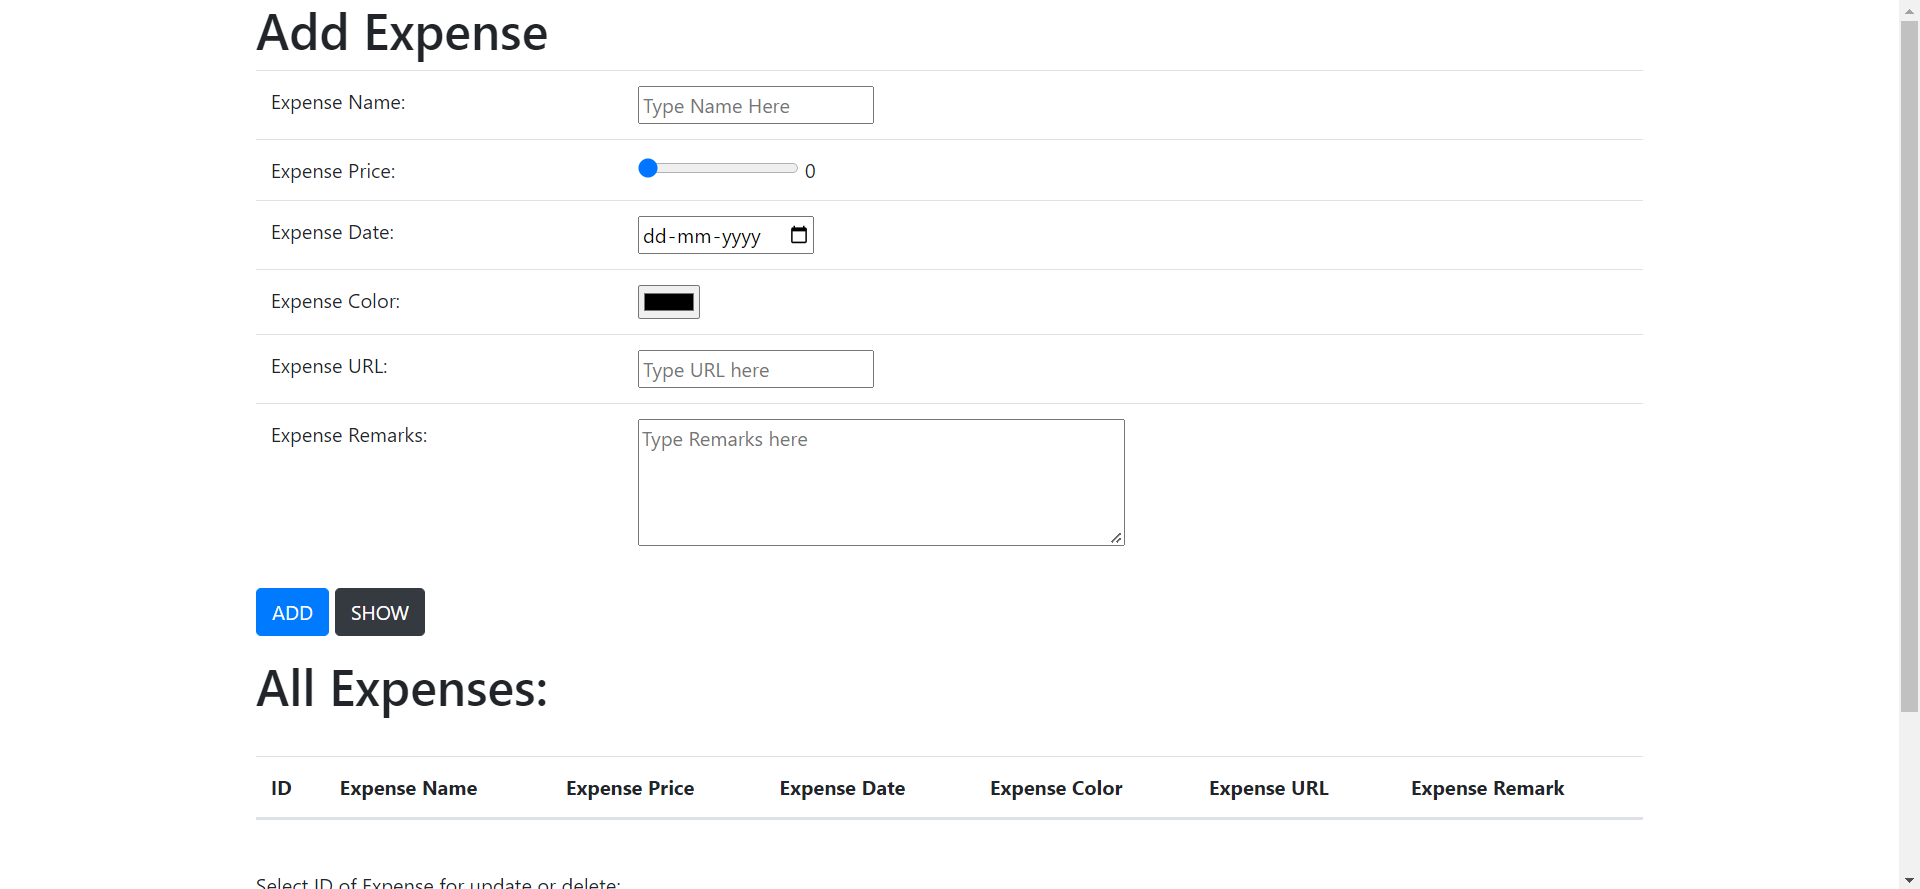 Add Expense
Expense Name: Type Name Here
Expense Price: 0
Expense Date: dd-mm-yyyy
Expense Color:
Expense URL: Type URL here
Expense Remarks: Type Remarks here
ADD SHOW
All Expenses:
ID Expense Name Expense Price Expense Date Expense Color Expense URL Expense Remark
Select ID of Expense for update or delete: